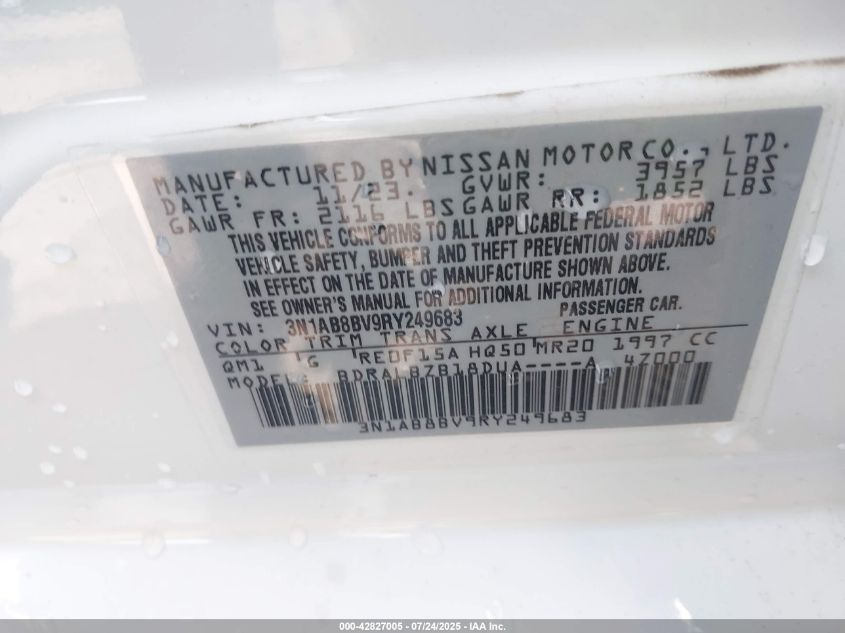 MANUFACTURED BY NISSAN MOTOR CO., LTD.
DATE: 11/23. GVWR: 3957 LBS
GAWR FR: 2116 LBS GAWR RR: 1852 LBS
THIS VEHICLE CONFORMS TO ALL APPLICABLE FEDERAL MOTOR
VEHICLE SAFETY, BUMPER AND THEFT PREVENTION STANDARDS
IN EFFECT ON THE DATE OF MANUFACTURE SHOWN ABOVE.
SEE OWNER'S MANUAL FOR ADDITIONAL INFORMATION.
VIN: 3N1AB8BV9RY249683 PASSENGER CAR.
COLOR TRIM TRANS AXLE ENGINE
QM1 G RE0F15A HQ50 MR20 1997 CC
MODEL: BDRALBZB18DUA----A 47000
3N1AB8BV9RY249683
000-42827005 - 07/24/2025 - IAA Inc.